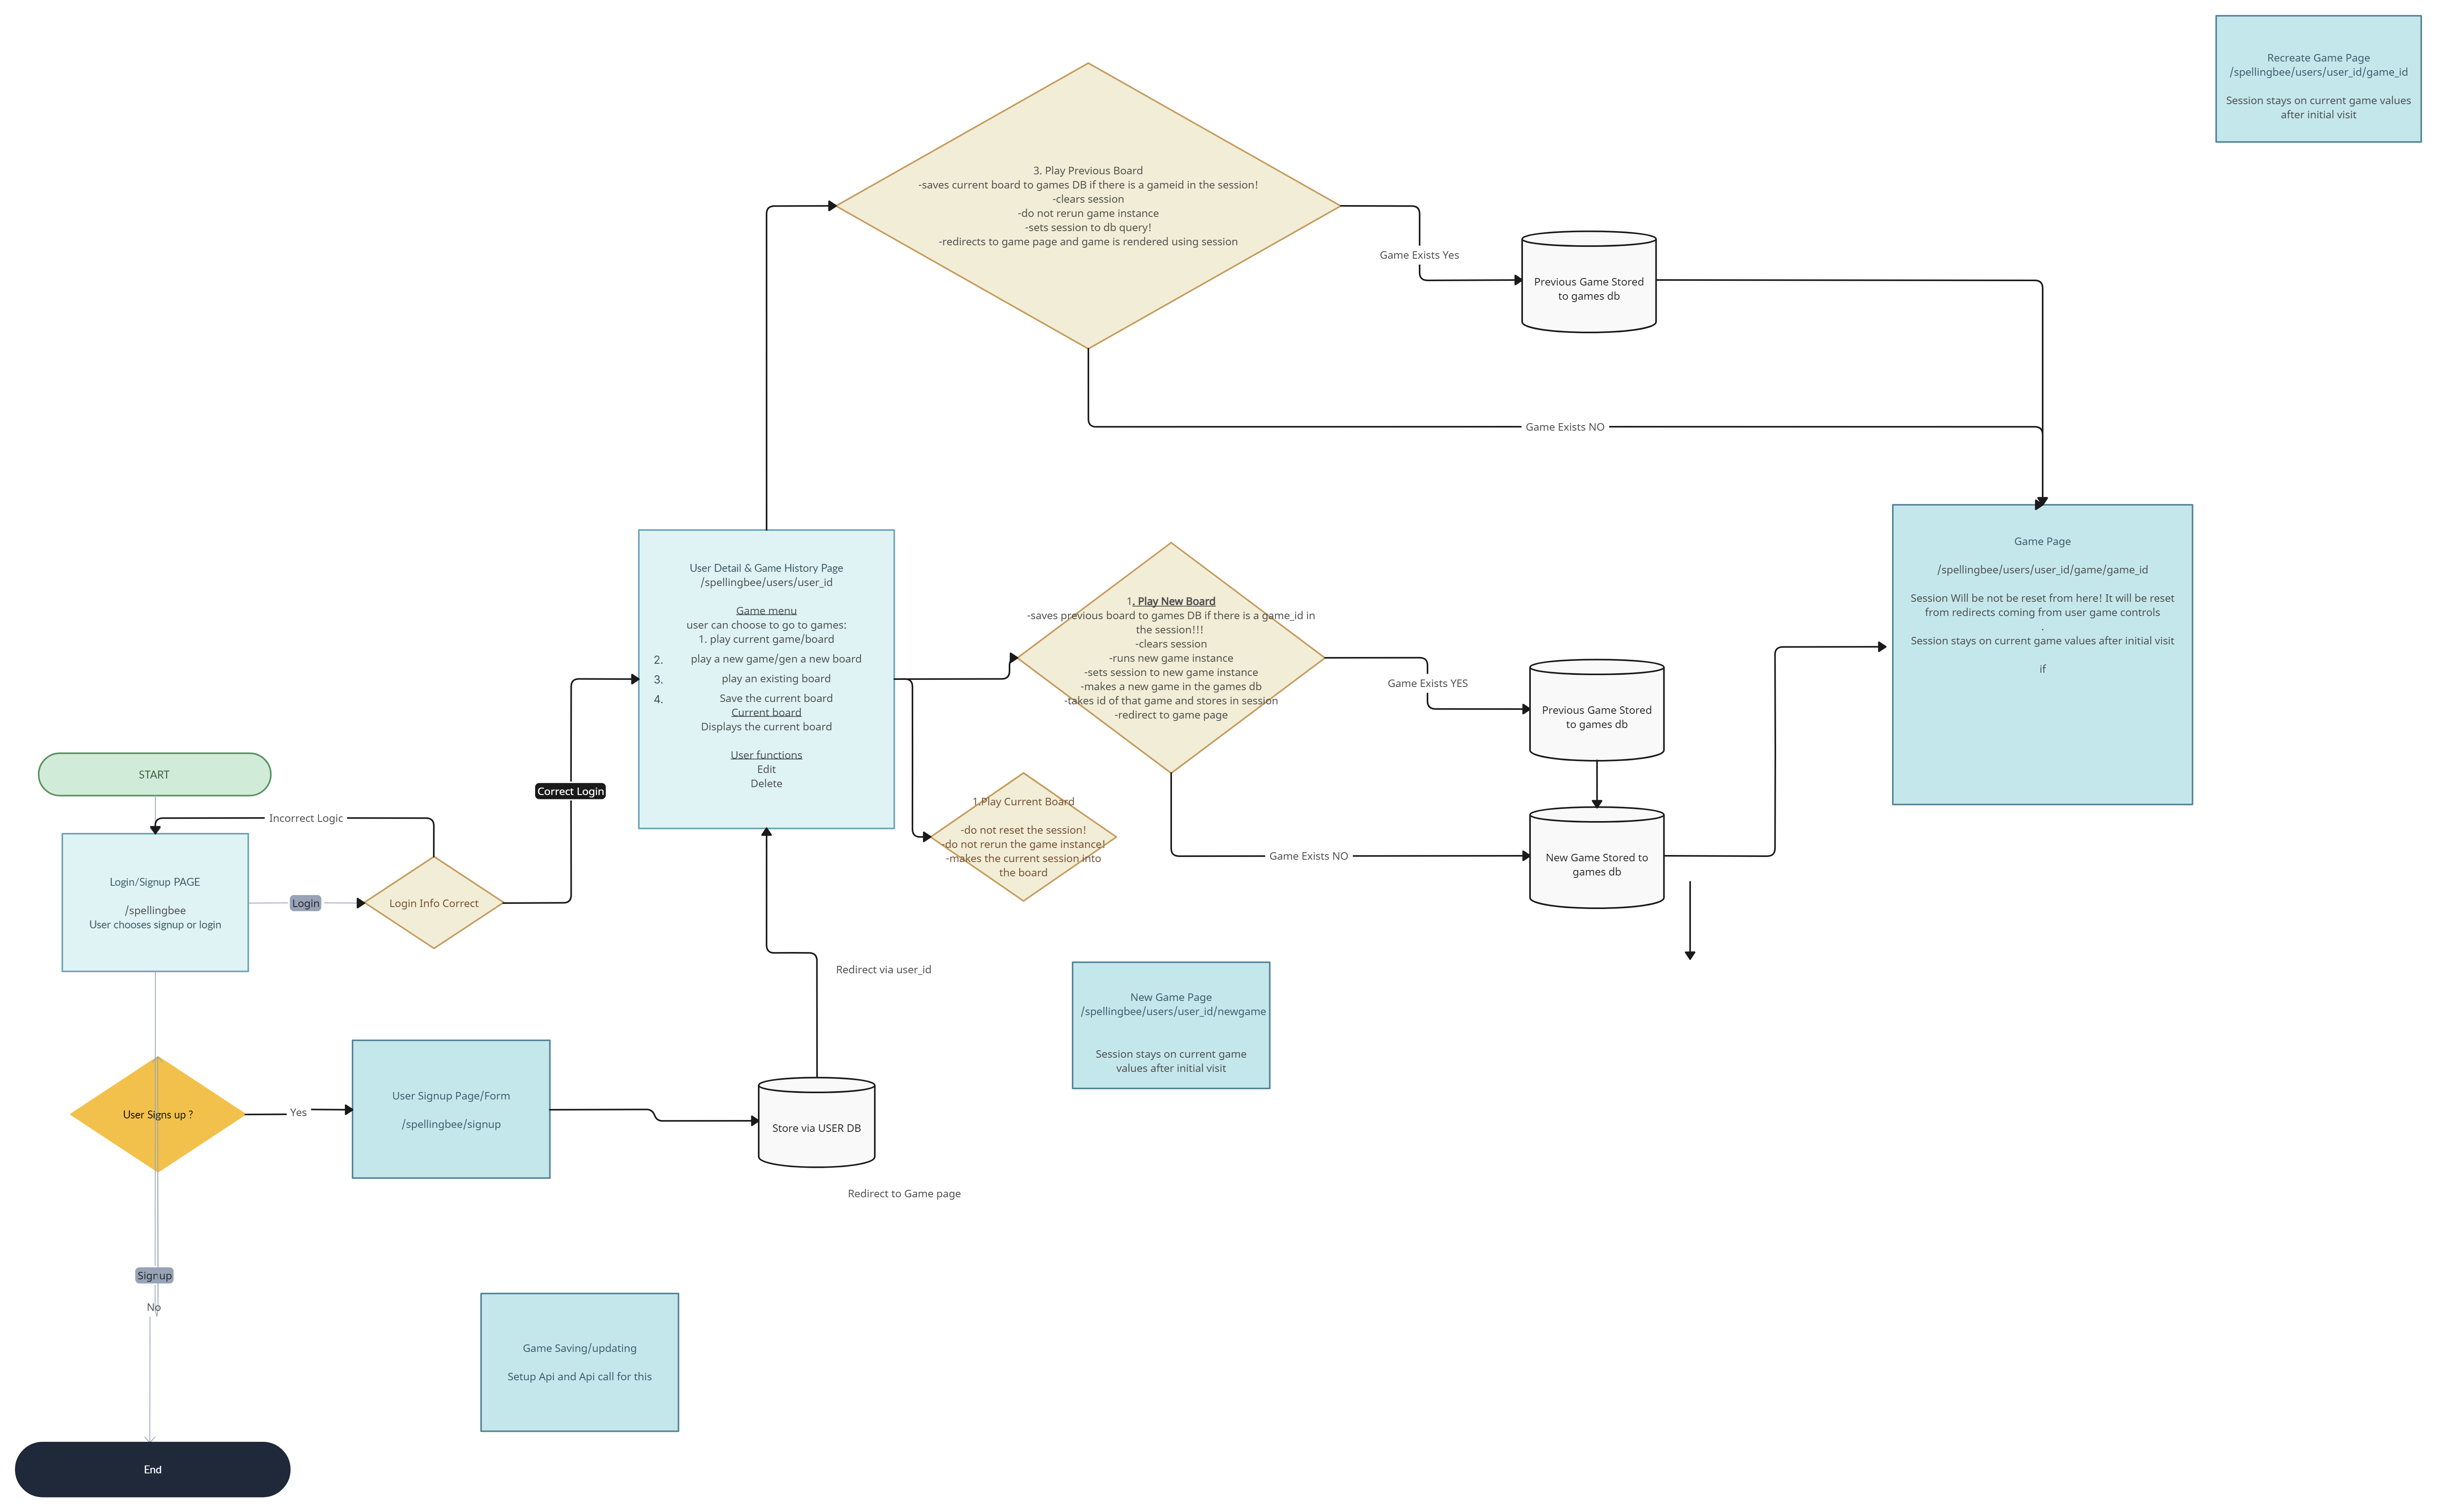 Recreate Game Page
/spellingbee/users/user_id/game_id
Session stays on current game values
after initial visit
3. Play Previous Board
-saves current board to games DB if there is a gameid in the session!
-clears session
-do not rerun game instance
-sets session to db query!
-redirects to game page and game is rendered using session
Game Exists Yes
Previous Game Stored
to games db
Game Exists NO
Game Page
/spellingbee/users/user_id/game/game_id
Session Will be not be reset from here! It will be reset
from redirects coming from user game controls
.
Session stays on current game values after initial visit
if
User Detail & Game History Page
/spellingbee/users/user_id
Game menu
user can choose to go to games:
1. play current game/board
2. play a new game/gen a new board
3. play an existing board
4. Save the current board
Current board
Displays the current board
User functions
Edit
Delete
1. Play New Board
-saves previous board to games DB if there is a game_id in
the session!!!
-clears session
-runs new game instance
-sets session to new game instance
-makes a new game in the games db
-takes id of that game and stores in session
-redirect to game page
Game Exists YES
Previous Game Stored
to games db
1.Play Current Board
-do not reset the session!
-do not rerun the game instance!
-makes the current session into
the board
Game Exists NO
New Game Stored to
games db
START
Incorrect Logic
Correct Login
Login/Signup PAGE
/spellingbee
User chooses signup or login
Login
Login Info Correct
Redirect via user_id
New Game Page
/spellingbee/users/user_id/newgame
Session stays on current game
values after initial visit
User Signs up ?
Yes
User Signup Page/Form
/spellingbee/signup
Store via USER DB
Redirect to Game page
Signup
No
Game Saving/updating
Setup Api and Api call for this
End